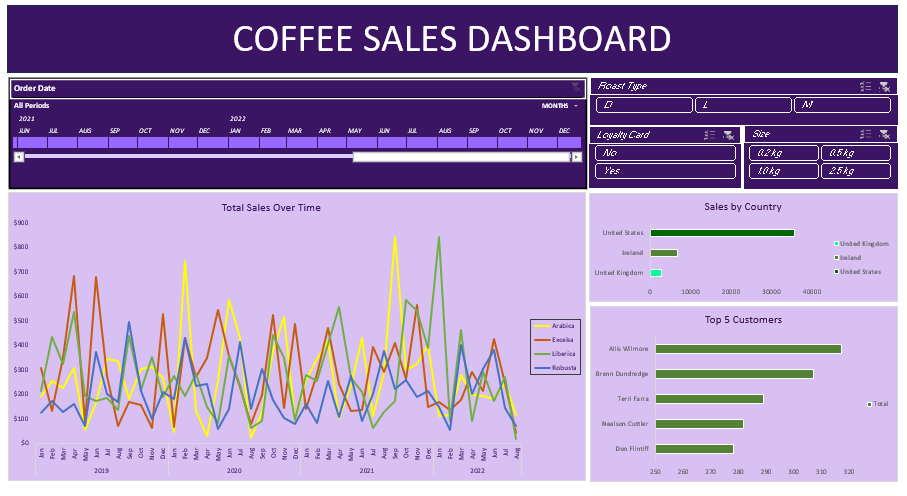 COFFEE SALES DASHBOARD
Order Date
All Periods MONTHS
2021 2022
JUN JUL AUG SEP OCT NOV DEC JAN FEB MAR APR MAY JUN JUL AUG SEP OCT NOV DEC
Roast Type
D L M
Loyalty Card
No
Yes
Size
0.2 kg 0.5 kg
1.0 kg 2.5 kg
Total Sales Over Time
$900
$800
$700
$600
$500
$400
$300
$200
$100
$0
Jan Feb Mar Apr May Jun Jul Aug Sep Oct Nov Dec Jan Feb Mar Apr May Jun Jul Aug Sep Oct Nov Dec Jan Feb Mar Apr May Jun Jul Aug Sep Oct Nov Dec Jan Feb Mar Apr May Jun Jul Aug
2019 2020 2021 2022
Arabica
Excelsa
Liberica
Robusta
Sales by Country
United States
Ireland
United Kingdom
0 10000 20000 30000 40000
United Kingdom
Ireland
United States
Top 5 Customers
Allis Wilmore
Brenn Dundredge
Terri Farra
Nealson Cuttler
Don Flintiff
250 260 270 280 290 300 310 320
Total